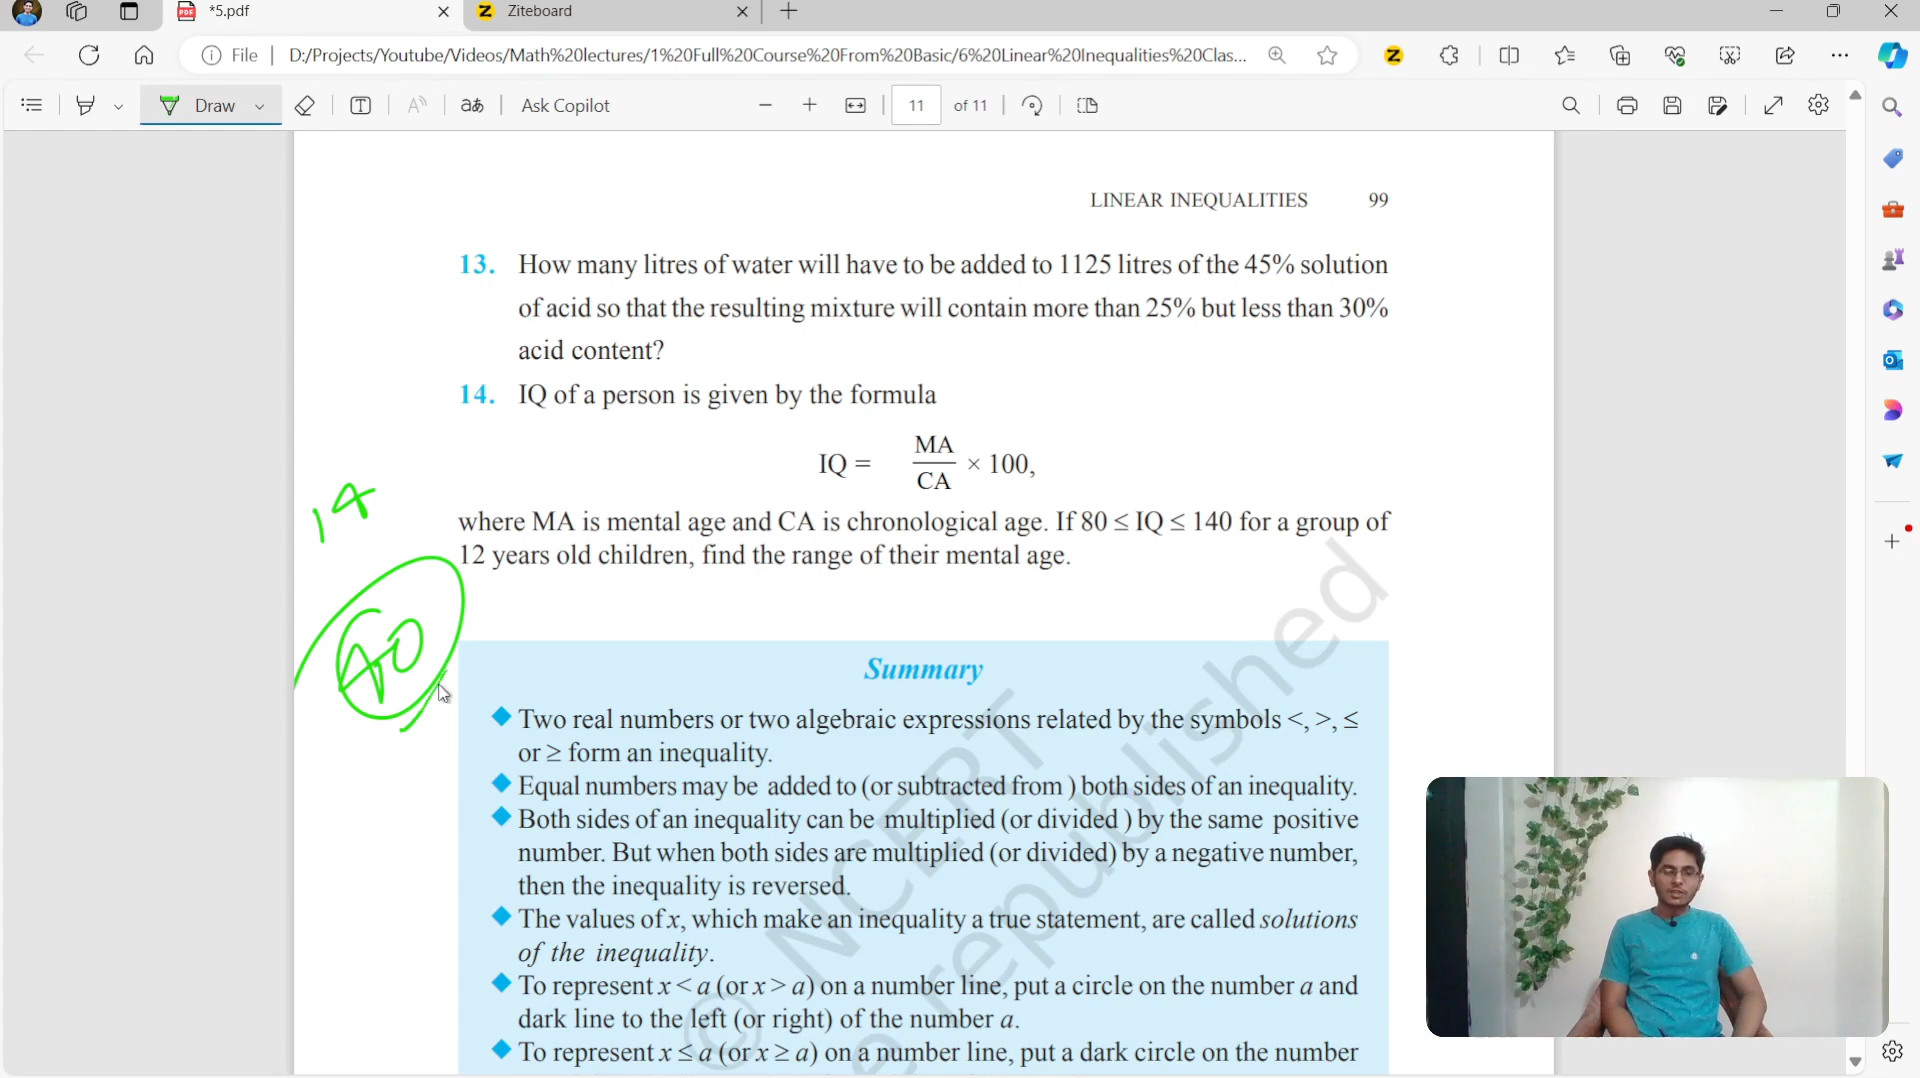 *5.pdf
Ziteboard
File
D:/Projects/Youtube/Videos/Math%20lectures/1%20Full%20Course%20From%20Basic/6%20Linear%20Inequalities%20Clas...
Draw
Ask Copilot
11 of 11
LINEAR INEQUALITIES 99
13. How many litres of water will have to be added to 1125 litres of the 45% solution
of acid so that the resulting mixture will contain more than 25% but less than 30%
acid content?
14. IQ of a person is given by the formula
IQ = MA/CA × 100,
14
where MA is mental age and CA is chronological age. If 80 ≤ IQ ≤ 140 for a group of
12 years old children, find the range of their mental age.
40
Summary
Two real numbers or two algebraic expressions related by the symbols <, >, ≤
or ≥ form an inequality.
Equal numbers may be added to (or subtracted from ) both sides of an inequality.
Both sides of an inequality can be multiplied (or divided ) by the same positive
number. But when both sides are multiplied (or divided) by a negative number,
then the inequality is reversed.
The values of x, which make an inequality a true statement, are called solutions
of the inequality.
To represent x < a (or x > a) on a number line, put a circle on the number a and
dark line to the left (or right) of the number a.
To represent x ≤ a (or x ≥ a) on a number line, put a dark circle on the number
© NCERT
e republished